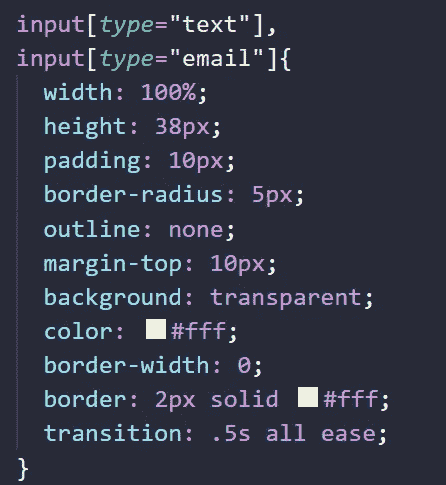 input[type="text"],
input[type="email"]{
width: 100%;
height: 38px;
padding: 10px;
border-radius: 5px;
outline: none;
margin-top: 10px;
background: transparent;
color: #fff;
border-width: 0;
border: 2px solid #fff;
transition: .5s all ease;
}